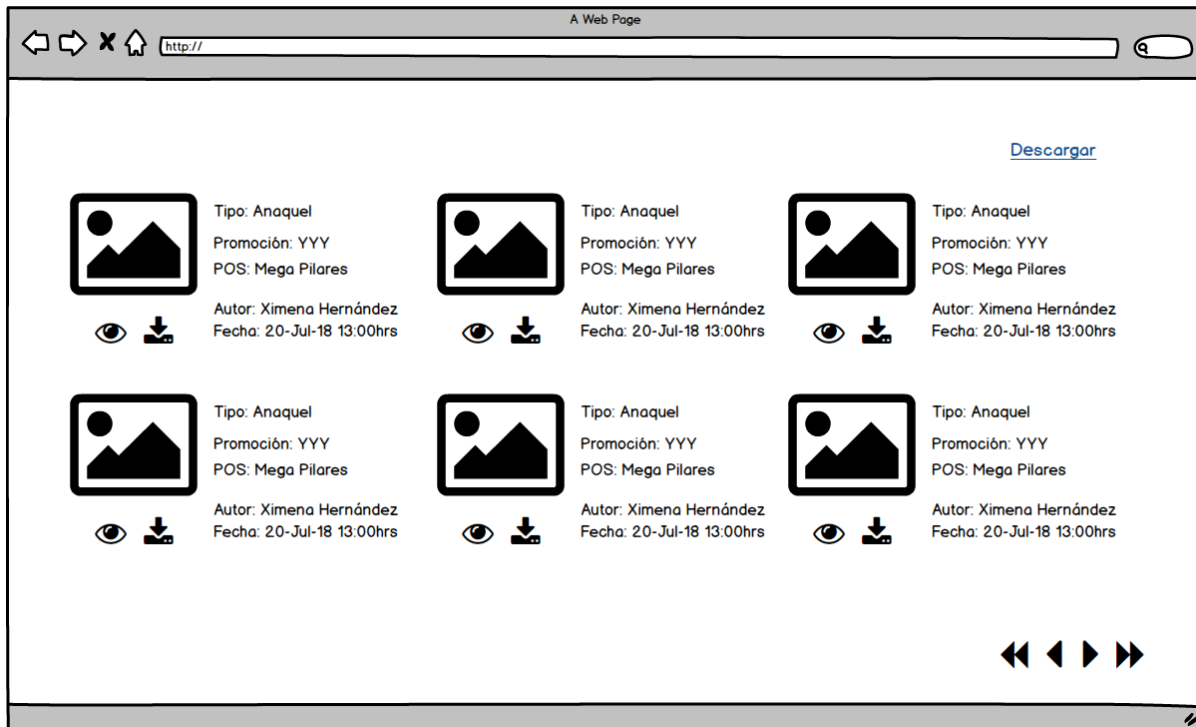 A Web Page
http://
Descargar
Tipo: Anaquel
Promoción: YYY
POS: Mega Pilares
Autor: Ximena Hernández
Fecha: 20-Jul-18 13:00hrs
Tipo: Anaquel
Promoción: YYY
POS: Mega Pilares
Autor: Ximena Hernández
Fecha: 20-Jul-18 13:00hrs
Tipo: Anaquel
Promoción: YYY
POS: Mega Pilares
Autor: Ximena Hernández
Fecha: 20-Jul-18 13:00hrs
Tipo: Anaquel
Promoción: YYY
POS: Mega Pilares
Autor: Ximena Hernández
Fecha: 20-Jul-18 13:00hrs
Tipo: Anaquel
Promoción: YYY
POS: Mega Pilares
Autor: Ximena Hernández
Fecha: 20-Jul-18 13:00hrs
Tipo: Anaquel
Promoción: YYY
POS: Mega Pilares
Autor: Ximena Hernández
Fecha: 20-Jul-18 13:00hrs